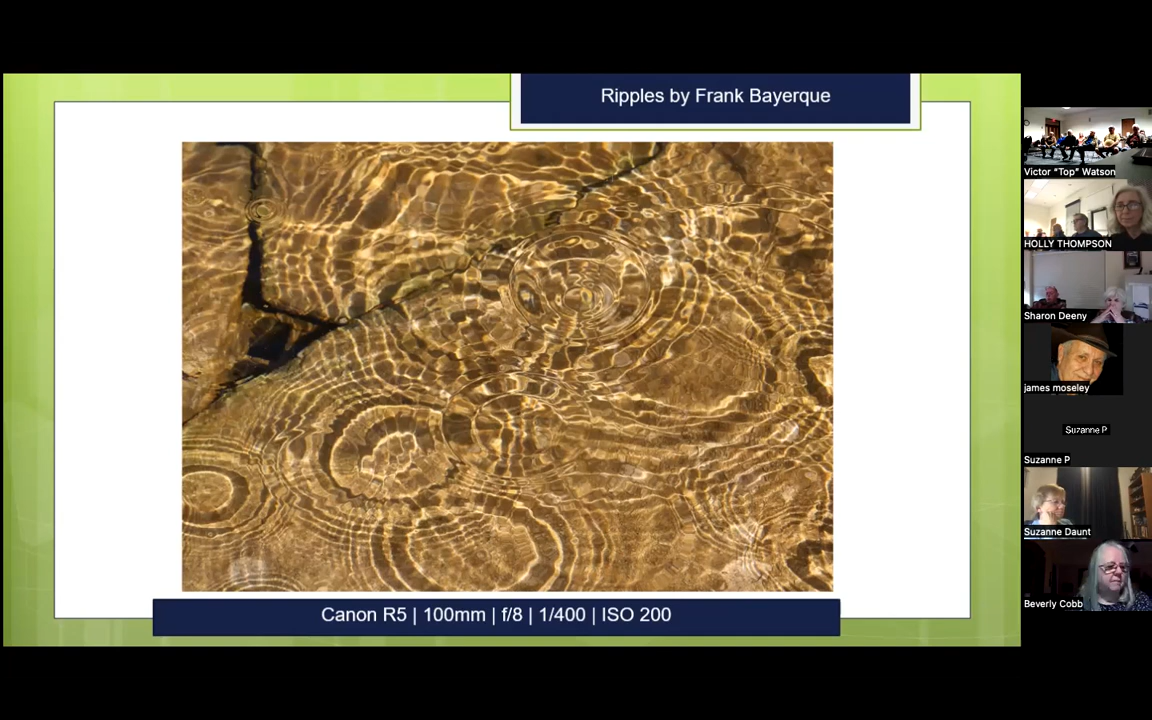 Ripples by Frank Bayerque
Canon R5 | 100mm | f/8 | 1/400 | ISO 200
Victor "Top" Watson
HOLLY THOMPSON
Sharon Deeny
james moseley
Suzanne P
Suzanne P
Suzanne Daunt
Beverly Cobb